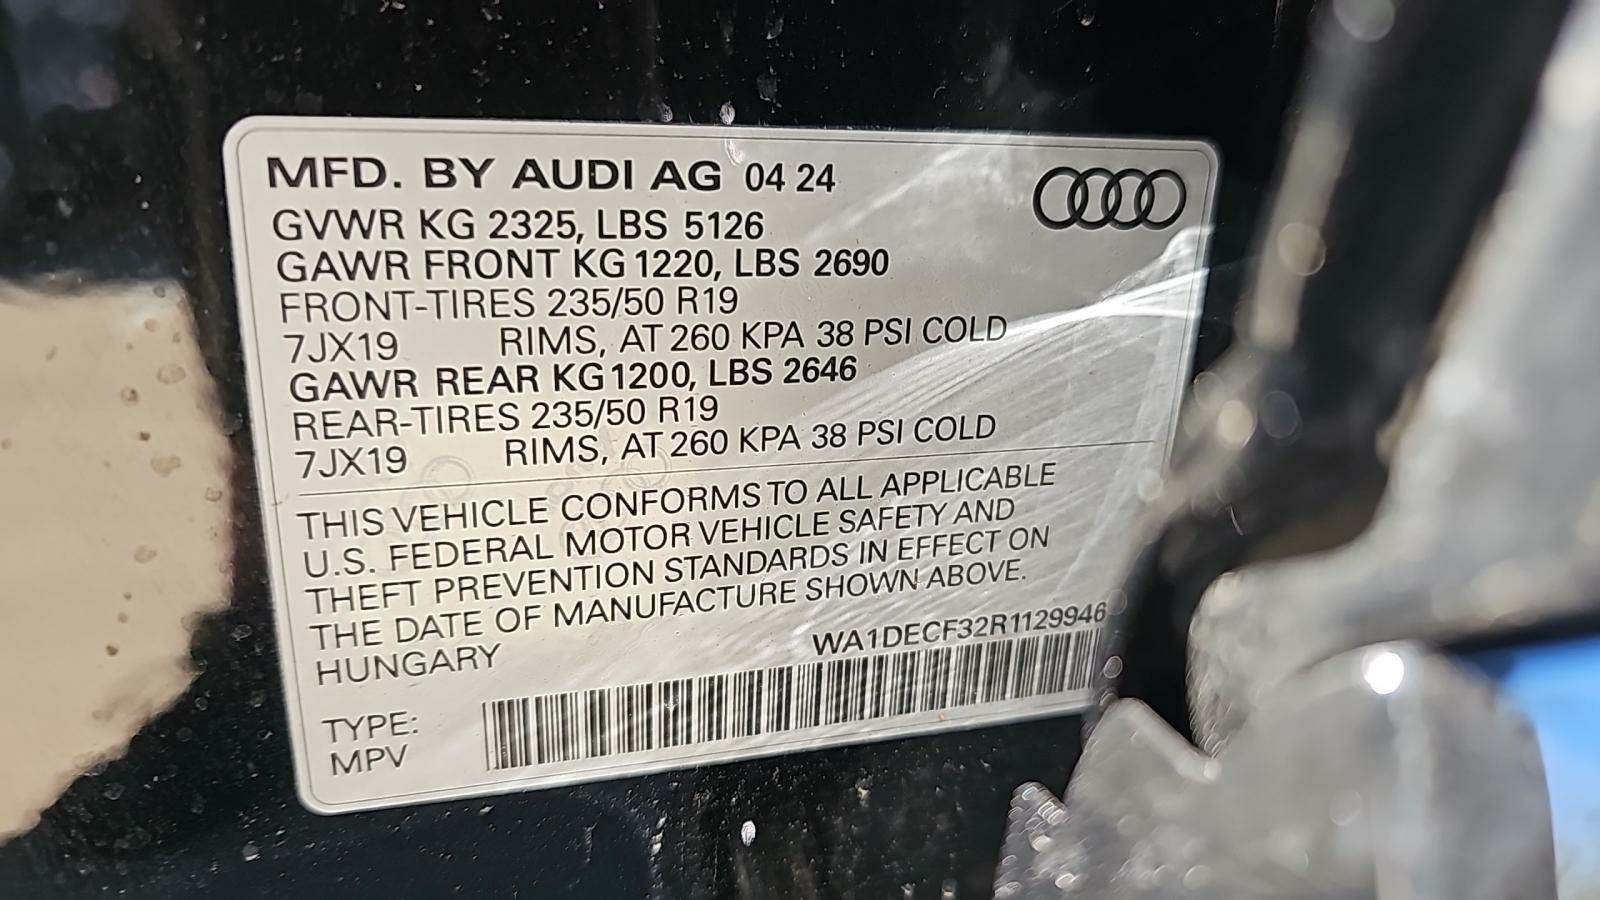 MFD. BY AUDI AG 04 24
GVWR KG 2325, LBS 5126
GAWR FRONT KG 1220, LBS 2690
FRONT-TIRES 235/50 R19
7JX19 RIMS, AT 260 KPA 38 PSI COLD
GAWR REAR KG 1200, LBS 2646
REAR-TIRES 235/50 R19
7JX19 RIMS, AT 260 KPA 38 PSI COLD
THIS VEHICLE CONFORMS TO ALL APPLICABLE
U.S. FEDERAL MOTOR VEHICLE SAFETY AND
THEFT PREVENTION STANDARDS IN EFFECT ON
THE DATE OF MANUFACTURE SHOWN ABOVE.
HUNGARY WA1DECF32R1129946
TYPE:
MPV